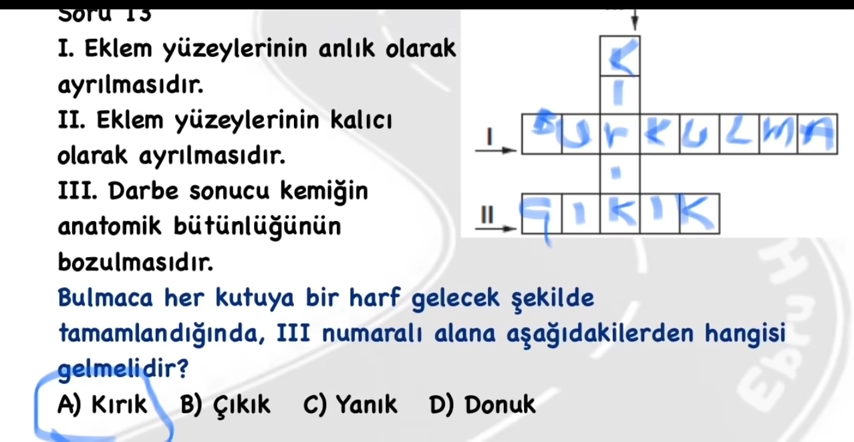 Soru 13
I. Eklem yüzeylerinin anlık olarak
ayrılmasıdır.
II. Eklem yüzeylerinin kalıcı
olarak ayrılmasıdır.
III. Darbe sonucu kemiğin
anatomik bütünlüğünün
bozulmasıdır.
K
I
I BUrKULMA
I
II ÇIKIK
Bulmaca her kutuya bir harf gelecek şekilde
tamamlandığında, III numaralı alana aşağıdakilerden hangisi
gelmelidir?
A) Kırık B) Çıkık C) Yanık D) Donuk
Ebru H